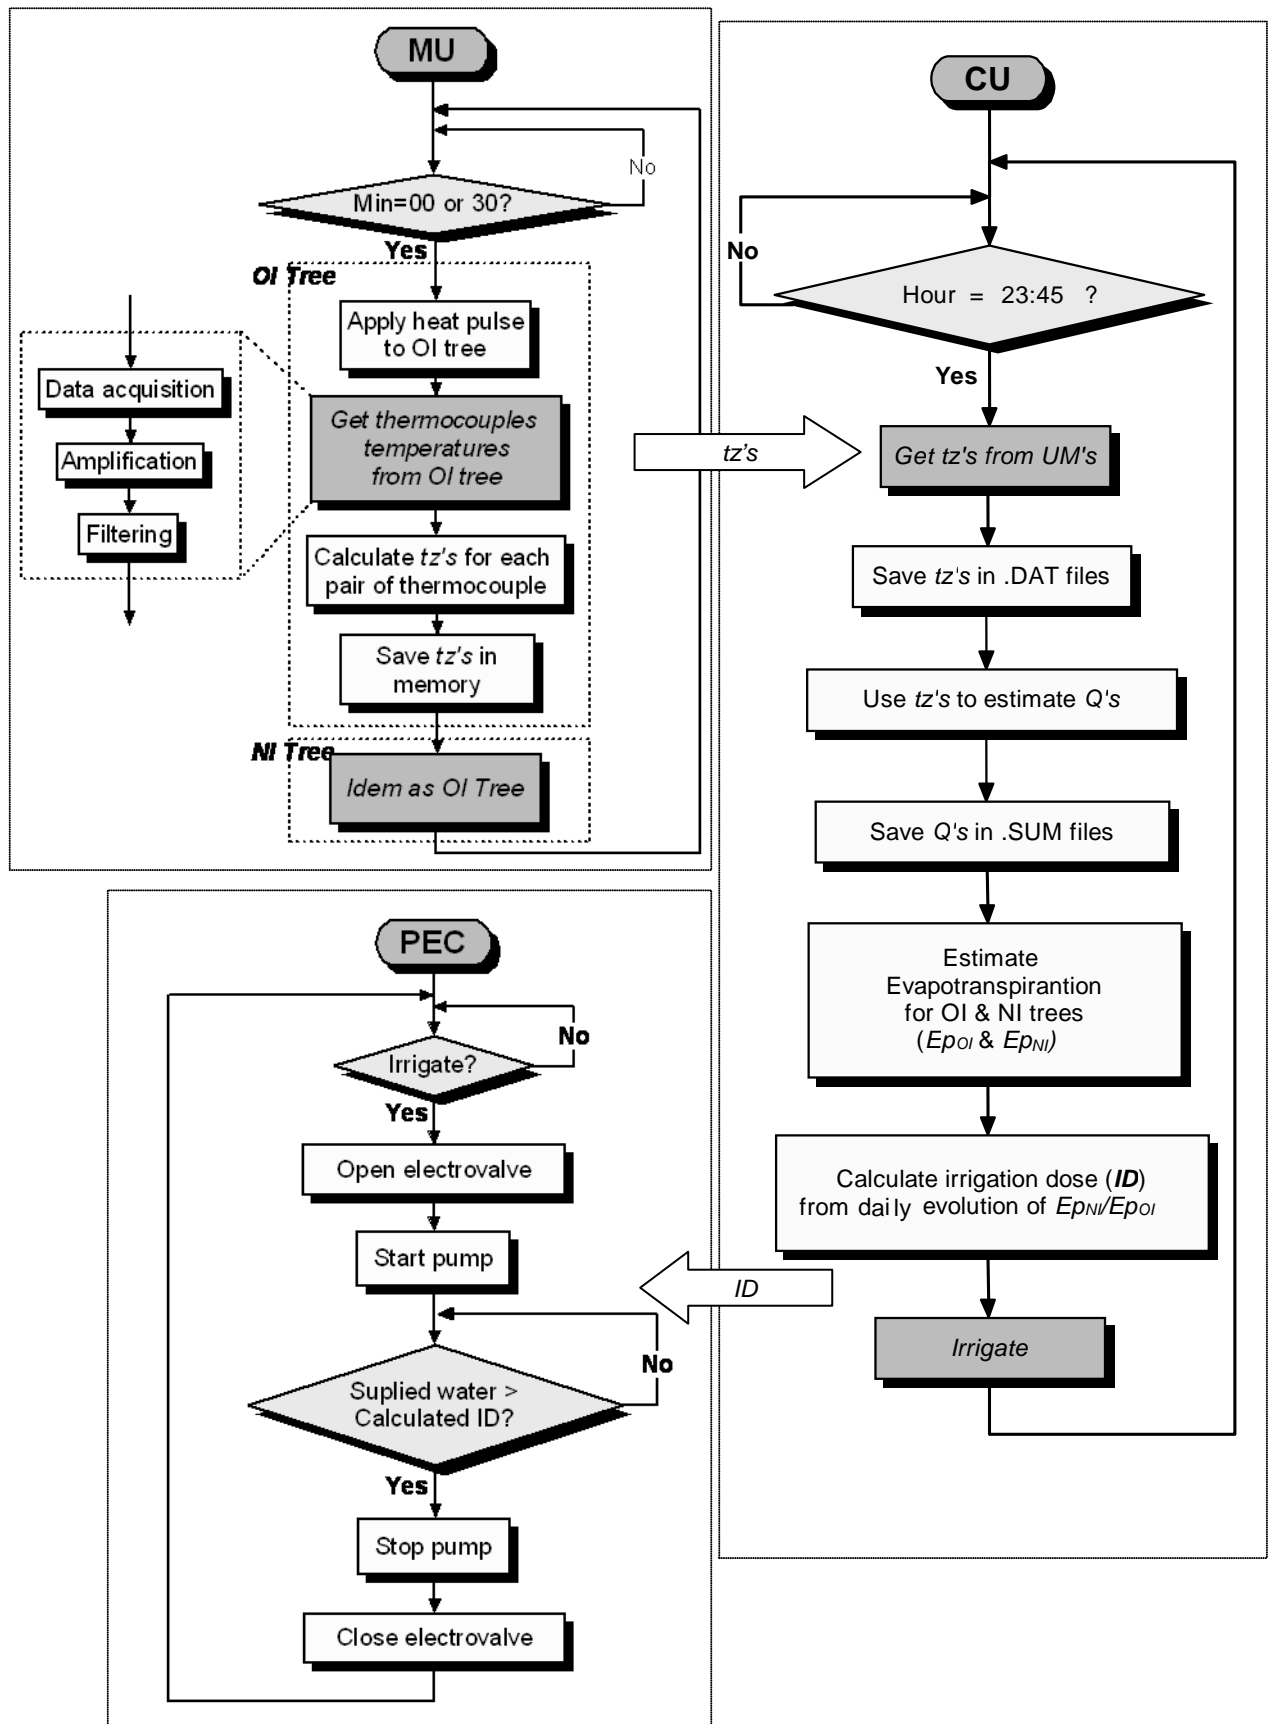 MU
No
Min=00 or 30?
Yes
OI Tree
Apply heat pulse
to OI tree
Get thermocouples
temperatures
from OI tree
Data acquisition
Amplification
Filtering
Calculate tz's for each
pair of thermocouple
Save tz's in
memory
NI Tree
Idem as OI Tree
tz's
CU
No
Hour = 23:45 ?
Yes
Get tz's from UM's
Save tz's in .DAT files
Use tz's to estimate Q's
Save Q's in .SUM files
Estimate
Evapotranspirantion
for OI & NI trees
(EpOI & EpNI)
Calculate irrigation dose (ID)
from daily evolution of EpNI/EpOI
Irrigate
ID
PEC
No
Irrigate?
Yes
Open electrovalve
Start pump
No
Suplied water >
Calculated ID?
Yes
Stop pump
Close electrovalve